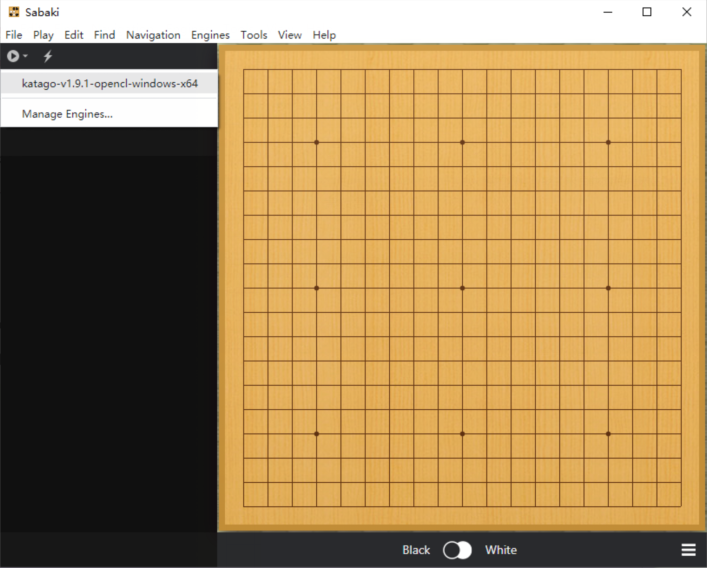 Sabaki
File Play Edit Find Navigation Engines Tools View Help
katago-v1.9.1-opencl-windows-x64
Manage Engines...
Black White